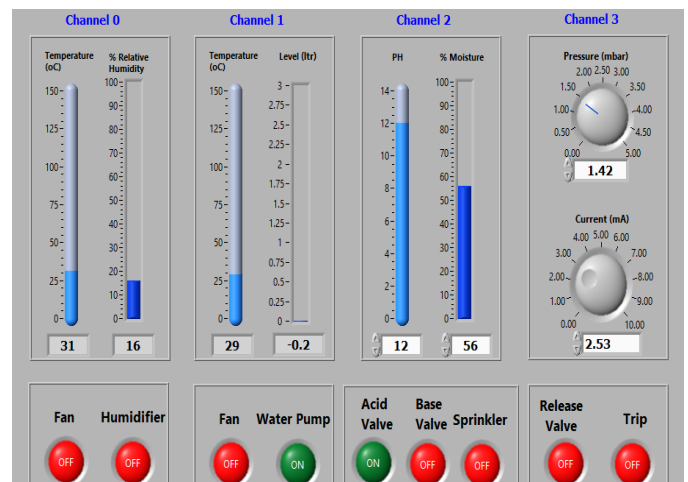 Channel 0
Channel 1
Channel 2
Channel 3
Temperature
(oC)
% Relative
Humidity
150-
125-
100-
75-
50-
25-
0-
100-
90-
80-
70-
60-
50-
40-
30-
20-
10-
0-
31
16
Temperature
(oC)
Level (ltr)
150-
125-
100-
75-
50-
25-
0-
3-
2.75-
2.5-
2.25-
2-
1.75-
1.5-
1.25-
1-
0.75-
0.5-
0.25-
0-
29
-0.2
PH
% Moisture
14-
12-
10-
8-
6-
4-
2-
0-
100-
90-
80-
70-
60-
50-
40-
30-
20-
10-
0-
12
56
Pressure (mbar)
2.00 2.50 3.00
1.50 3.50
1.00 4.00
0.50 4.50
0.00 5.00
1.42
Current (mA)
4.00 5.00 6.00
3.00 7.00
2.00 8.00
1.00 9.00
0.00 10.00
2.53
Fan
Humidifier
OFF
OFF
Fan
Water Pump
OFF
ON
Acid
Valve
Base
Valve
Sprinkler
ON
OFF
OFF
Release
Valve
Trip
OFF
OFF